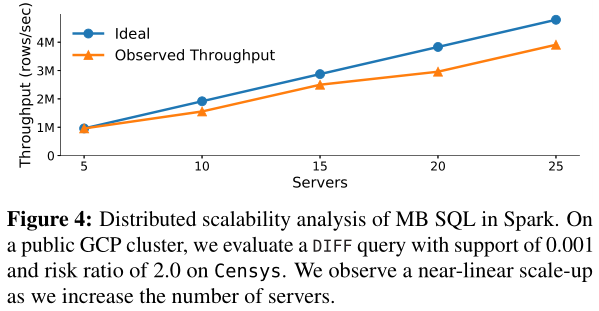 Throughput (rows/sec)
4M
3M
2M
1M
0
Ideal
Observed Throughput
5 10 15 20 25
Servers
Figure 4: Distributed scalability analysis of MB SQL in Spark. On
a public GCP cluster, we evaluate a DIFF query with support of 0.001
and risk ratio of 2.0 on Censys. We observe a near-linear scale-up
as we increase the number of servers.